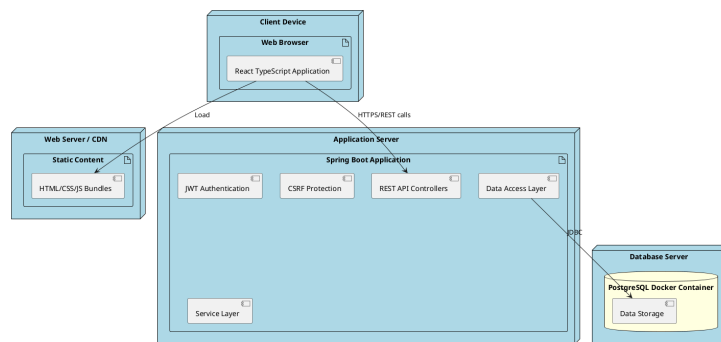 Client Device
Web Browser
React TypeScript Application
Load
HTTPS/REST calls
Web Server / CDN
Static Content
HTML/CSS/JS Bundles
Application Server
Spring Boot Application
JWT Authentication
CSRF Protection
REST API Controllers
Data Access Layer
JDBC
Service Layer
Database Server
PostgreSQL Docker Container
Data Storage